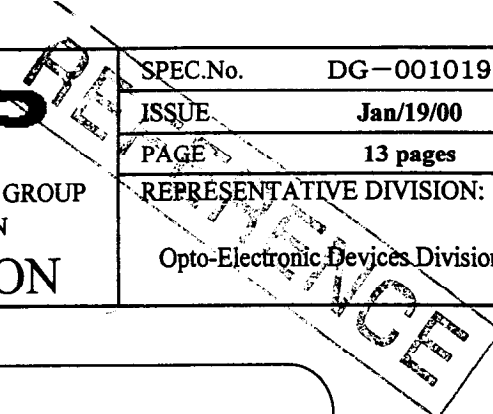 SPEC.No. DG-001019
ISSUE Jan/19/00
PAGE 13 pages
GROUP REPRESENTATIVE DIVISION:
N
ON Opto-Electronic Devices Division
REFERENCE